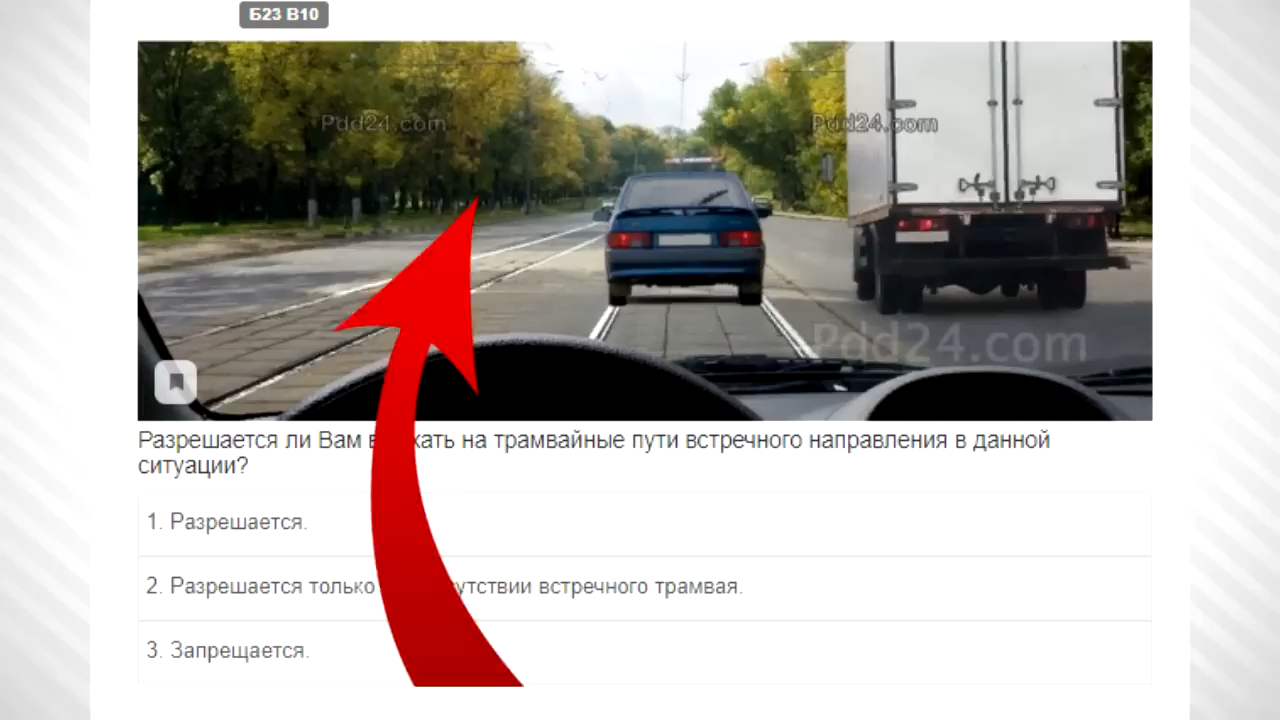 Б23 В10
Pdd24.com
Pdd24.com
Pdd24.com
Разрешается ли Вам в хать на трамвайные пути встречного направления в данной
ситуации?
1. Разрешается.
2. Разрешается только утствии встречного трамвая.
3. Запрещается.